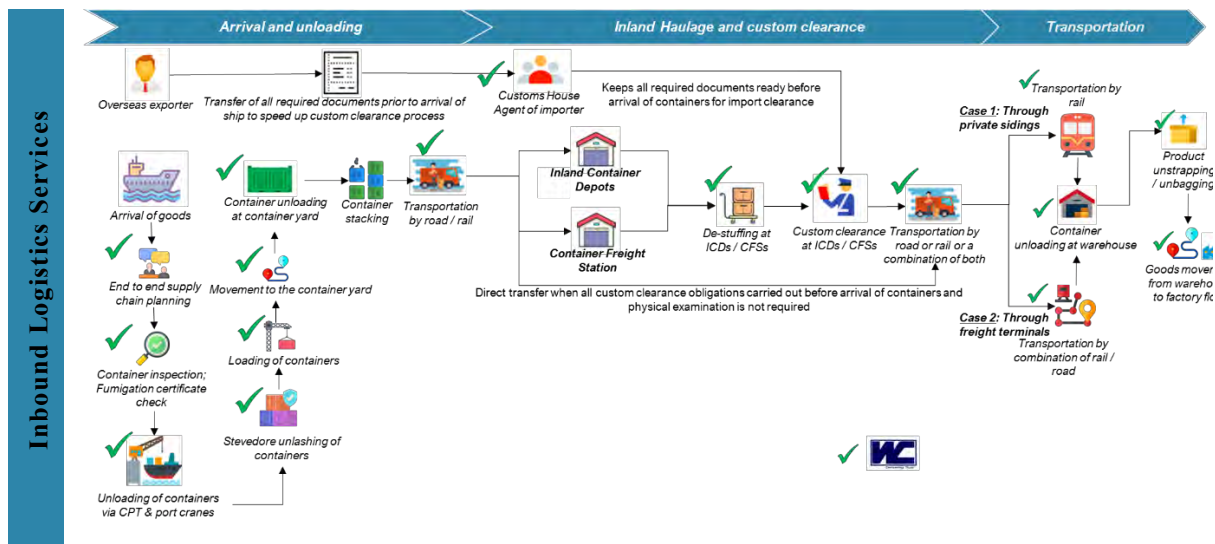 Inbound Logistics Services
Arrival and unloading
Inland Haulage and custom clearance
Transportation
Overseas exporter
Transfer of all required documents prior to arrival of
ship to speed up custom clearance process
Customs House
Agent of importer
Keeps all required documents ready before
arrival of containers for import clearance
Arrival of goods
End to end supply
chain planning
Container inspection;
Fumigation certificate
check
Unloading of containers
via CPT & port cranes
Stevedore unlashing of
containers
Loading of containers
Movement to the container yard
Container unloading
at container yard
Container
stacking
Transportation
by road / rail
Inland Container
Depots
Container Freight
Station
De-stuffing at
ICDs / CFSs
Custom clearance
at ICDs / CFSs
Transportation by
road or rail or a
combination of both
Direct transfer when all custom clearance obligations carried out before arrival of containers and
physical examination is not required
Case 1: Through
private sidings
Transportation by
rail
Container
unloading at warehouse
Case 2: Through
freight terminals
Transportation by
combination of rail /
road
Product
unstrapping
/ unbagging
Goods move
from wareho
to factory flo
WC